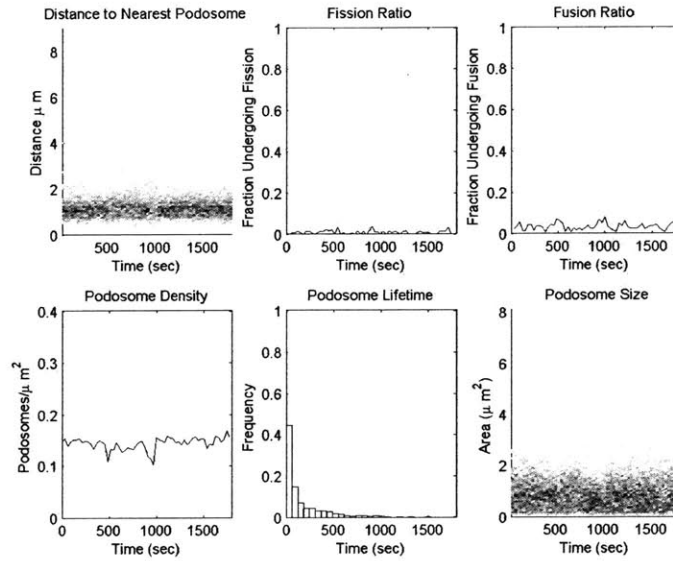 Distance to Nearest Podosome
Distance μ m
8
6
4
2
0
500 1000 1500
Time (sec)
Fission Ratio
Fraction Undergoing Fission
1
0.8
0.6
0.4
0.2
0
0 500 1000 1500
Time (sec)
Fusion Ratio
Fraction Undergoing Fusion
1
0.8
0.6
0.4
0.2
0
0 500 1000 1500
Time (sec)
Podosome Density
Podosomes/μ m²
0.4
0.3
0.2
0.1
0
0 500 1000 1500
Time (sec)
Podosome Lifetime
Frequency
1
0.8
0.6
0.4
0.2
0
0 500 1000 1500
Time (sec)
Podosome Size
Area (μ m²)
8
6
4
2
0
500 1000 1500
Time (sec)